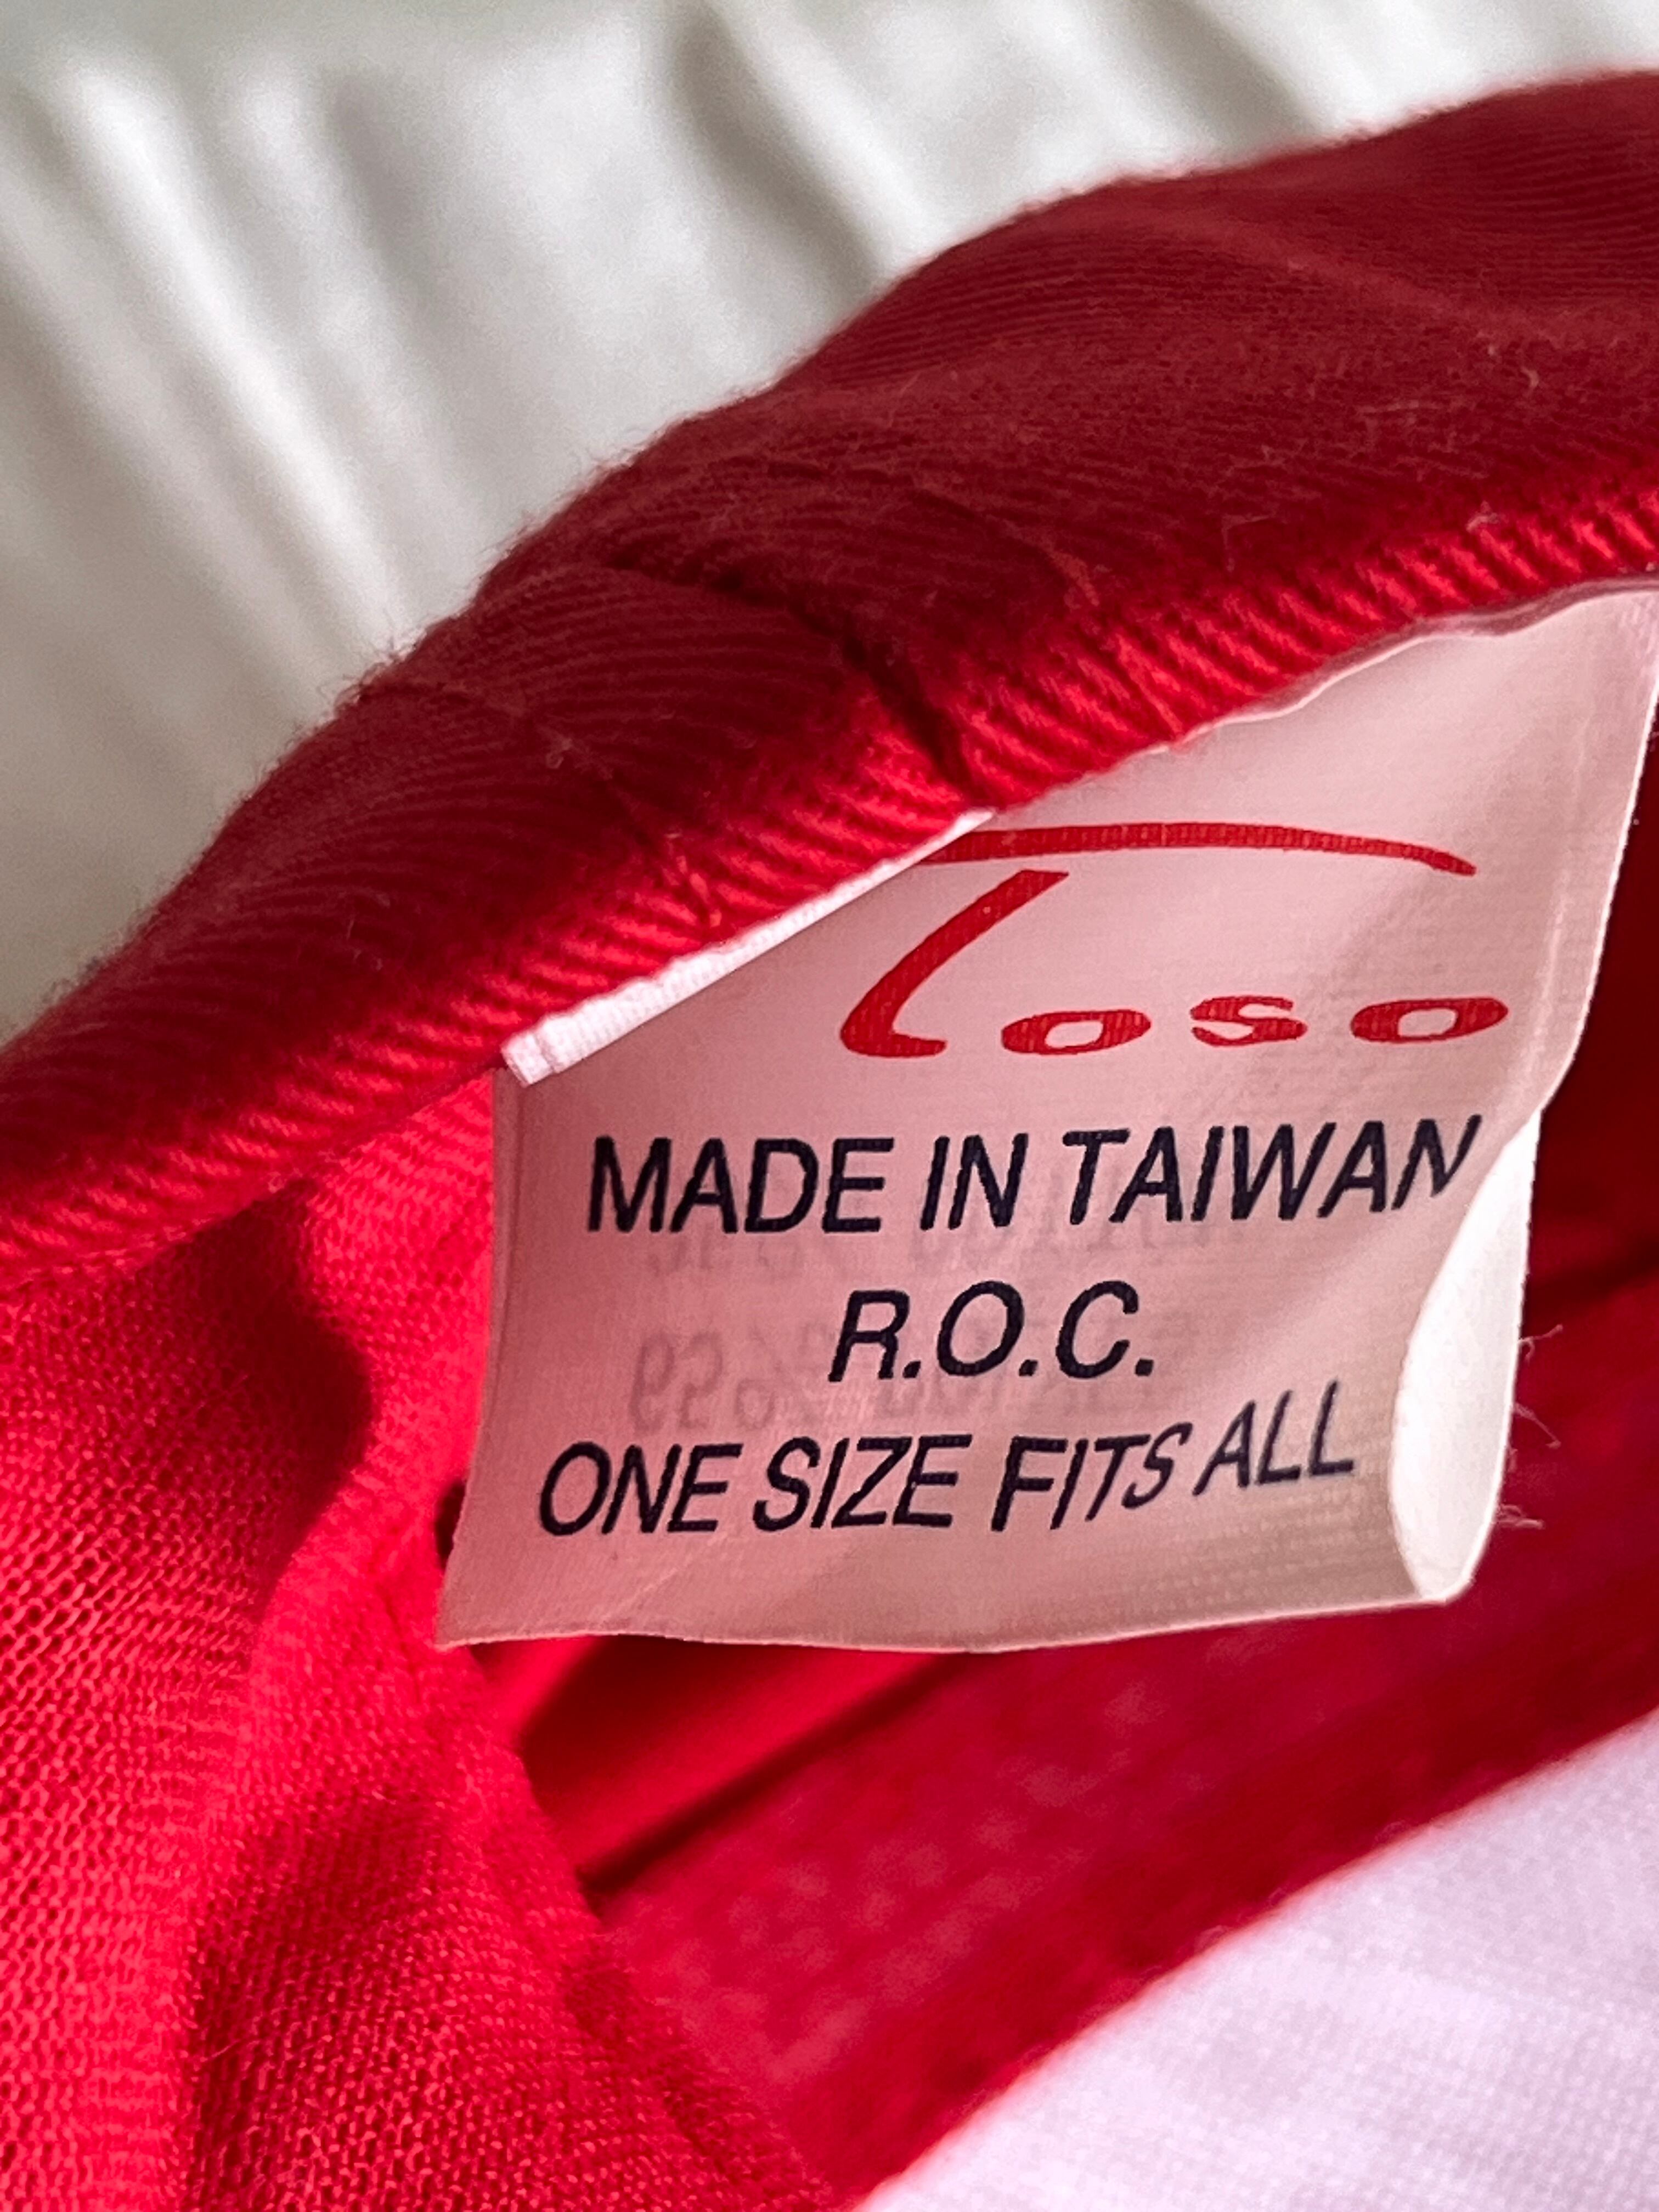 Toso
MADE IN TAIWAN
R.O.C.
ONE SIZE FITS ALL